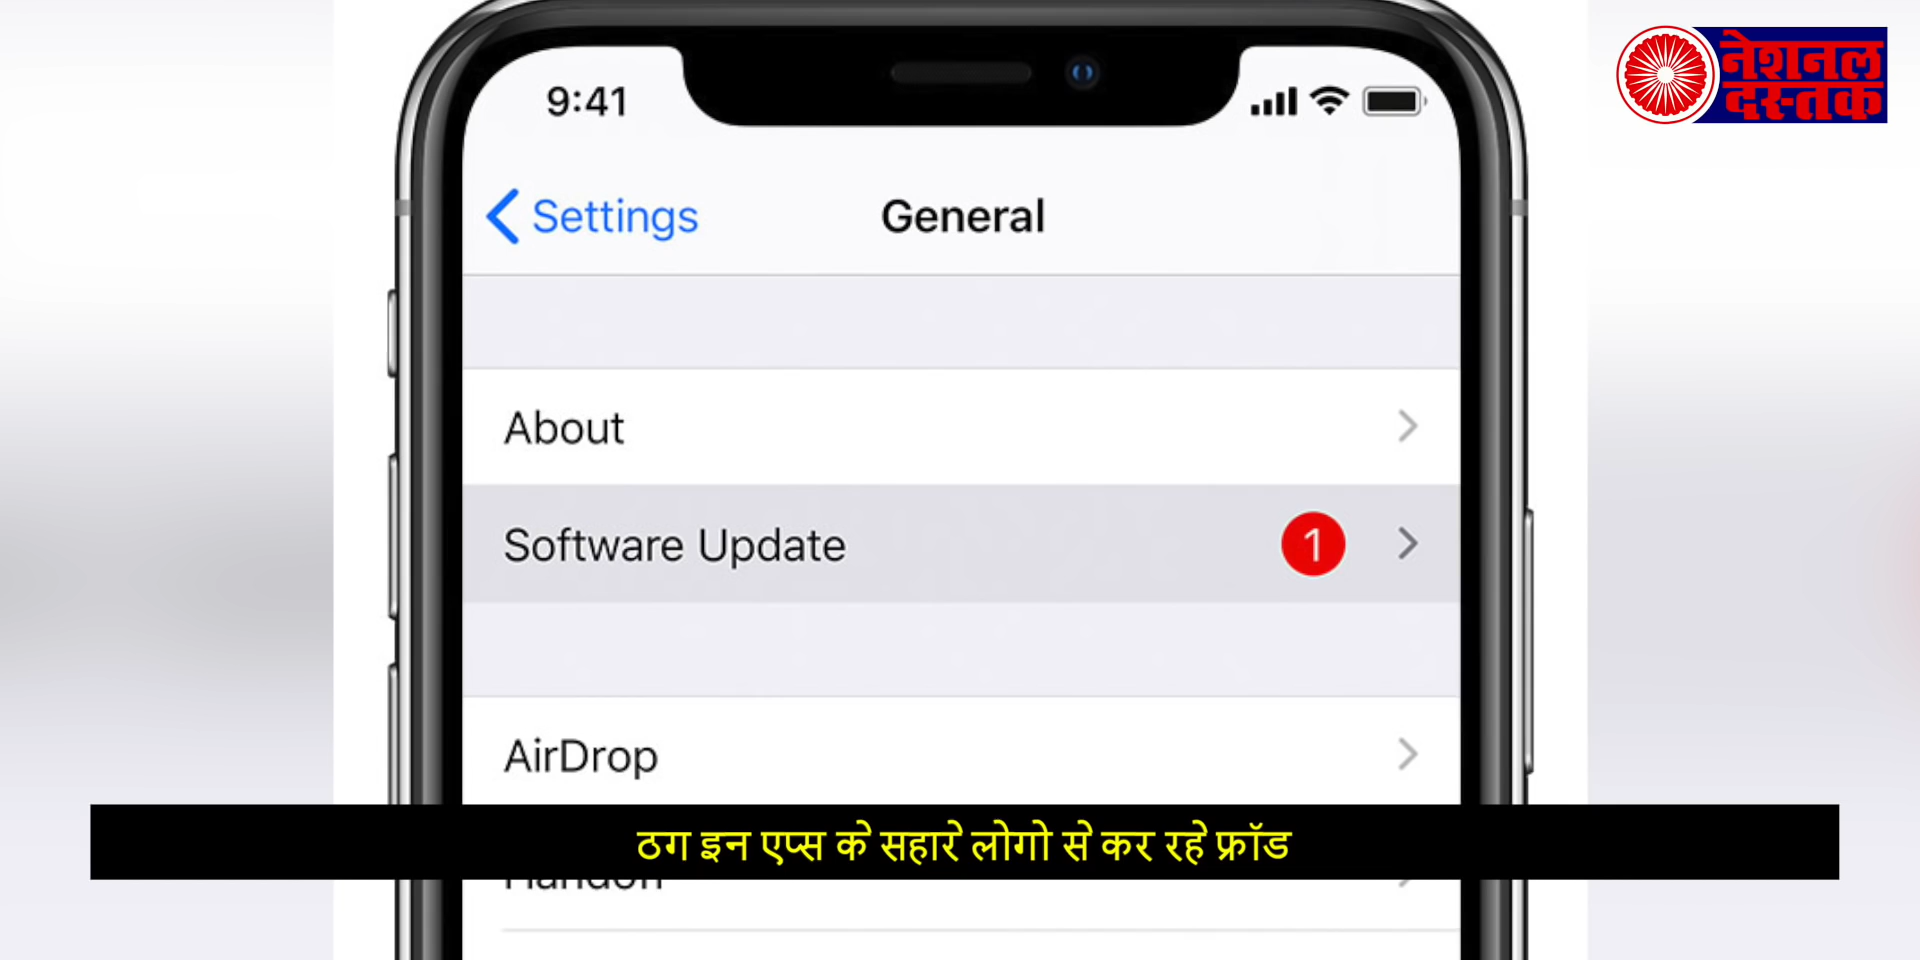 9:41
नेशनल
दस्तक
Settings
General
About
Software Update
1
AirDrop
ठग इन एप्स के सहारे लोगो से कर रहे फ्रॉड